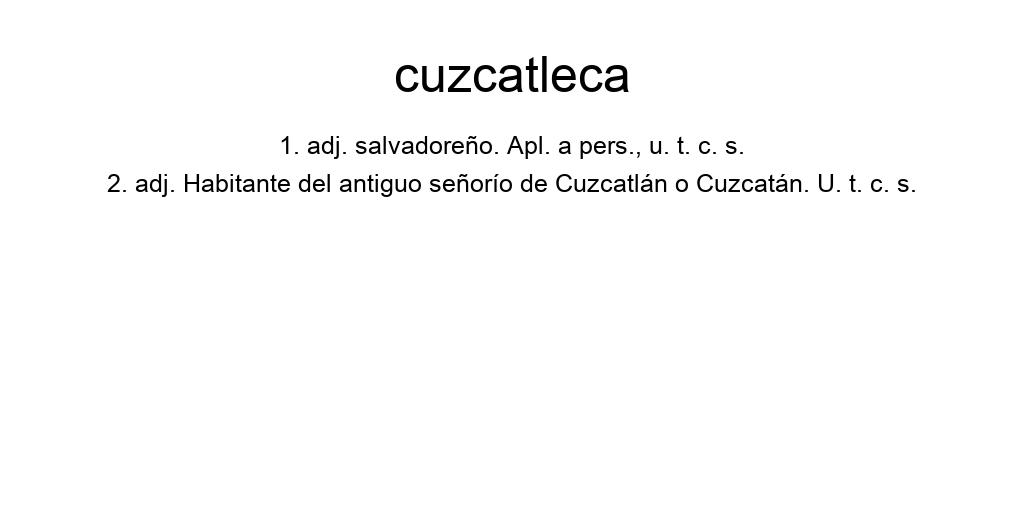 cuzcatleca
1. adj. salvadoreño. Apl. a pers., u. t. c. s.
2. adj. Habitante del antiguo señorío de Cuzcatlán o Cuzcatán. U. t. c. s.